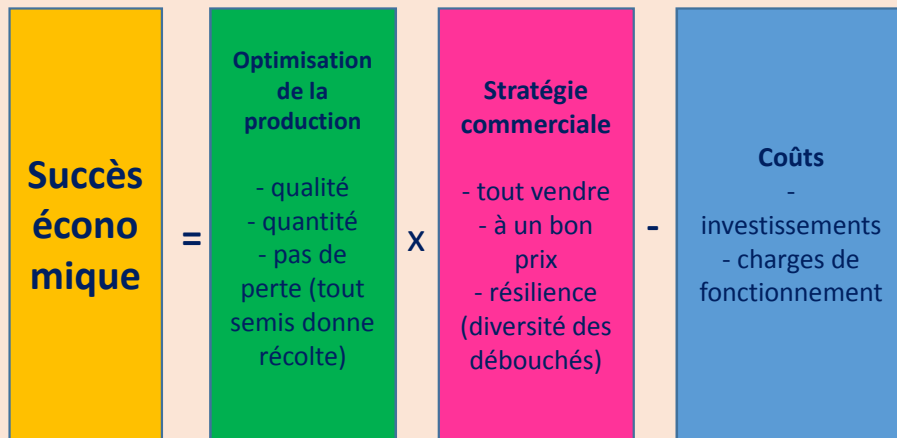 Succès
écono
mique
=
Optimisation
de la
production
- qualité
- quantité
- pas de
perte (tout
semis donne
récolte)
x
Stratégie
commerciale
- tout vendre
- à un bon
prix
- résilience
(diversité des
débouchés)
-
Coûts
-
investissements
- charges de
fonctionnement